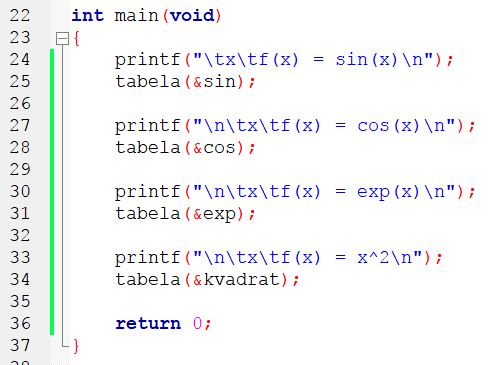 22 int main(void)
23 {
24 printf("\tx\tf(x) = sin(x)\n");
25 tabela(&sin);
26
27 printf("\n\tx\tf(x) = cos(x)\n");
28 tabela(&cos);
29
30 printf("\n\tx\tf(x) = exp(x)\n");
31 tabela(&exp);
32
33 printf("\n\tx\tf(x) = x^2\n");
34 tabela(&kvadrat);
35
36 return 0;
37 }